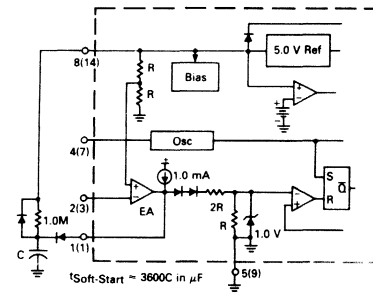 8(14)
5.0 V Ref
R
Bias
R
4(7)
Osc
1.0 mA
S
Q
R
2(3)
EA
2R
1.0M
R
1.0 V
1(1)
C
tSoft-Start ≈ 3600C in μF
5(9)